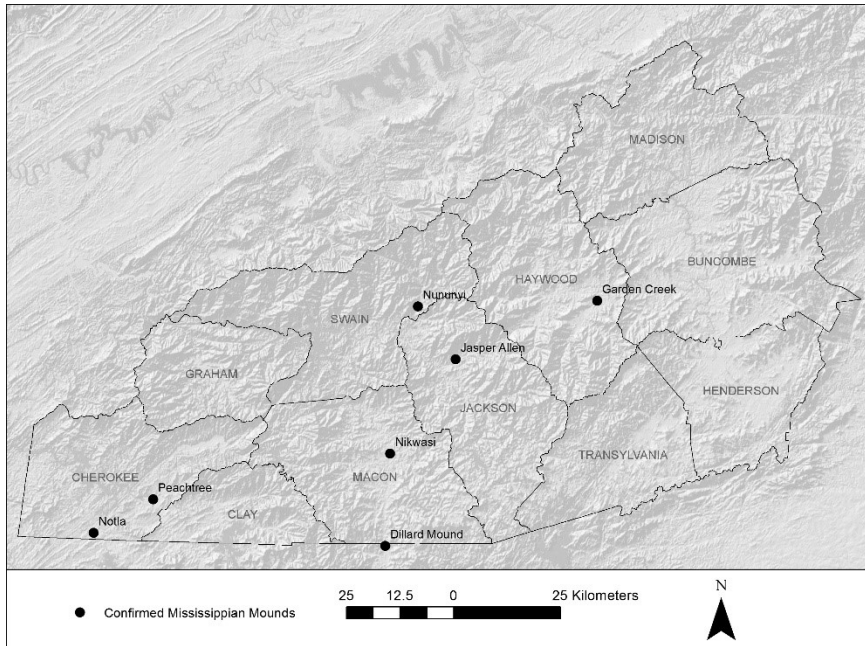 MADISON
BUNCOMBE
HAYWOOD
Garden Creek
Nununyi
SWAIN
Jasper Allen
GRAHAM
HENDERSON
JACKSON
Nikwasi
TRANSYLVANIA
CHEROKEE
MACON
Peachtree
CLAY
Notla
Dillard Mound
N
25 12.5 0 25 Kilometers
Confirmed Mississippian Mounds